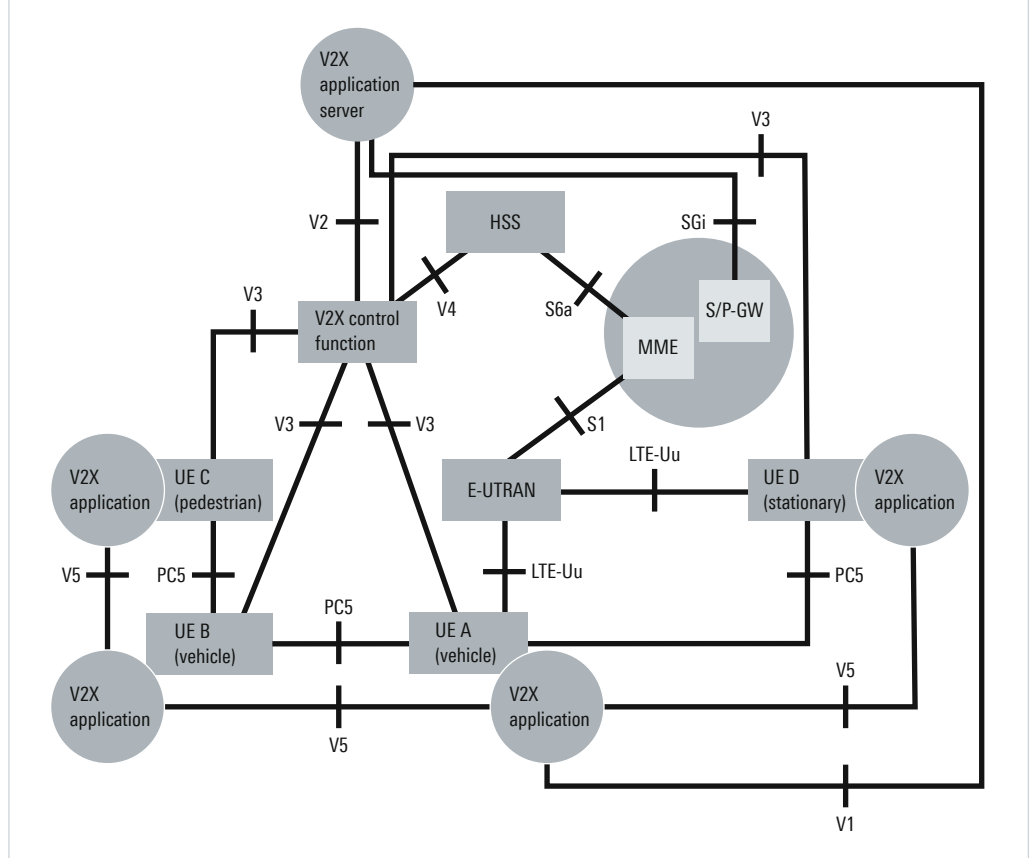 V2X
application
server
V3
V2
HSS
SGi
V3
V4
S6a
S/P-GW
V2X control
function
MME
V3
V3
S1
LTE-Uu
V2X
application
UE C
(pedestrian)
E-UTRAN
UE D
(stationary)
V2X
application
V5
PC5
LTE-Uu
PC5
PC5
UE B
(vehicle)
UE A
(vehicle)
V2X
application
V2X
application
V5
V5
V1